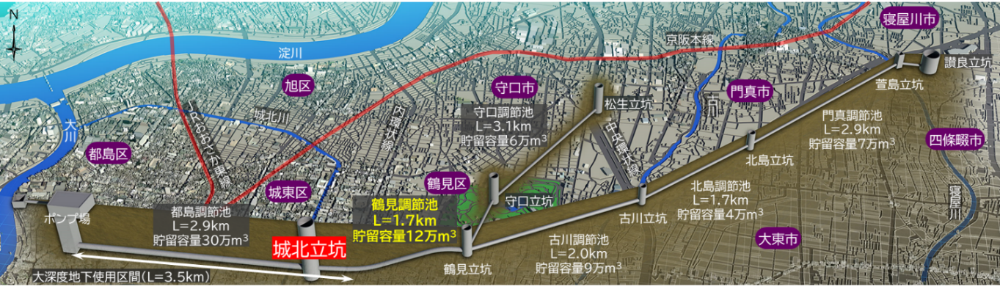 N
寝屋川市
京阪本線
淀川
讃良立坑
萱島立坑
旭区
守口市
門真市
古川
松生立坑
城北川
JRおおさか東線
内環状線
守口調節池
L=3.1km
貯留容量6万m³
中央環状線
門真調節池
L=2.9km
貯留容量7万m³
大川
四條畷市
都島区
北島立坑
城東区
鶴見区
守口立坑
北島調節池
L=1.7km
貯留容量4万m³
寝屋川
鶴見調節池
L=1.7km
貯留容量12万m³
ポンプ場
都島調節池
L=2.9km
貯留容量30万m³
古川立坑
大東市
城北立坑
古川調節池
L=2.0km
貯留容量9万m³
鶴見立坑
大深度地下使用区間(L=3.5km)